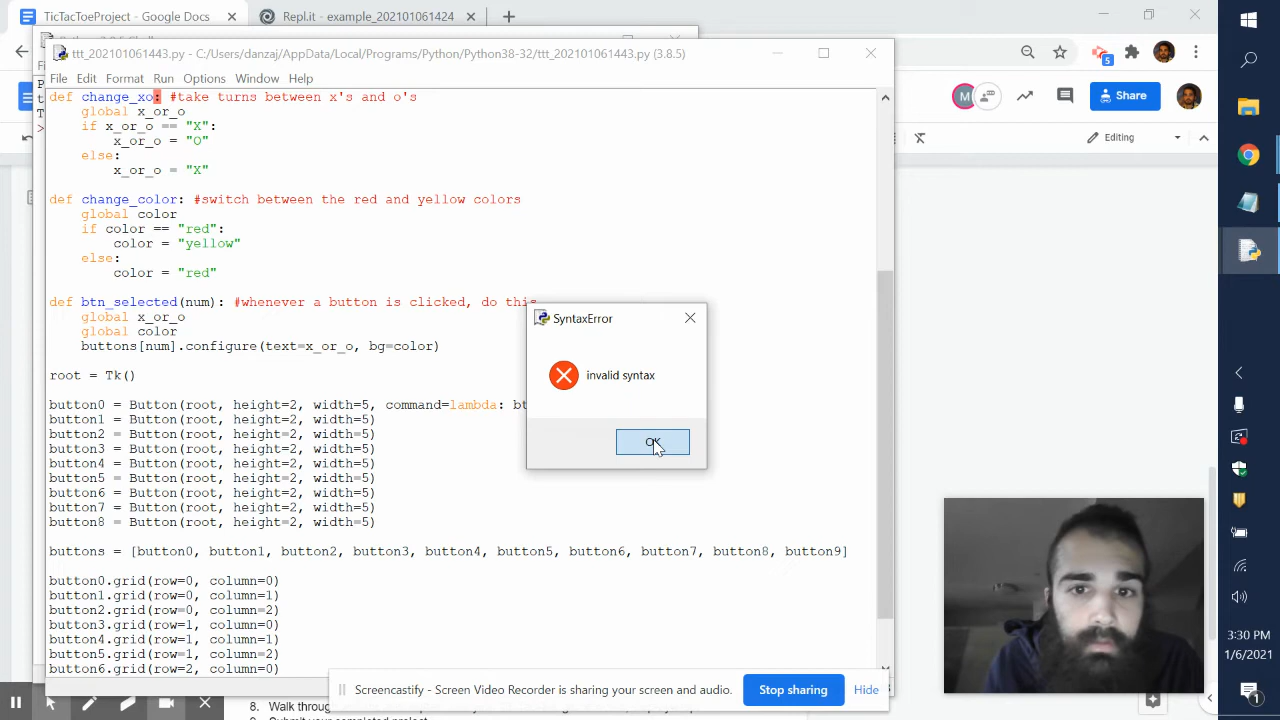 TicTacToeProject - Google Docs
Repl.it - example_202101061424
ttt_202101061443.py - C:/Users/danzaj/AppData/Local/Programs/Python/Python38-32/ttt_202101061443.py (3.8.5)
File Edit Format Run Options Window Help
5
M
Share
Editing
def change_xo: #take turns between x's and o's
global x_or_o
if x_or_o == "X":
x_or_o = "O"
else:
x_or_o = "X"
def change_color: #switch between the red and yellow colors
global color
if color == "red":
color = "yellow"
else:
color = "red"
def btn_selected(num): #whenever a button is clicked, do this
global x_or_o
global color
buttons[num].configure(text=x_or_o, bg=color)
root = Tk()
button0 = Button(root, height=2, width=5, command=lambda:
button1 = Button(root, height=2, width=5)
button2 = Button(root, height=2, width=5)
button3 = Button(root, height=2, width=5)
button4 = Button(root, height=2, width=5)
button5 = Button(root, height=2, width=5)
button6 = Button(root, height=2, width=5)
button7 = Button(root, height=2, width=5)
button8 = Button(root, height=2, width=5)
buttons = [button0, button1, button2, button3, button4, button5, button6, button7, button8, button9]
button0.grid(row=0, column=0)
button1.grid(row=0, column=1)
button2.grid(row=0, column=2)
button3.grid(row=1, column=0)
button4.grid(row=1, column=1)
button5.grid(row=1, column=2)
button6.grid(row=2, column=0)
SyntaxError
invalid syntax
OK
Screencastify - Screen Video Recorder is sharing your screen and audio.
Stop sharing
Hide
8. Walk through
3:30 PM
1/6/2021
1